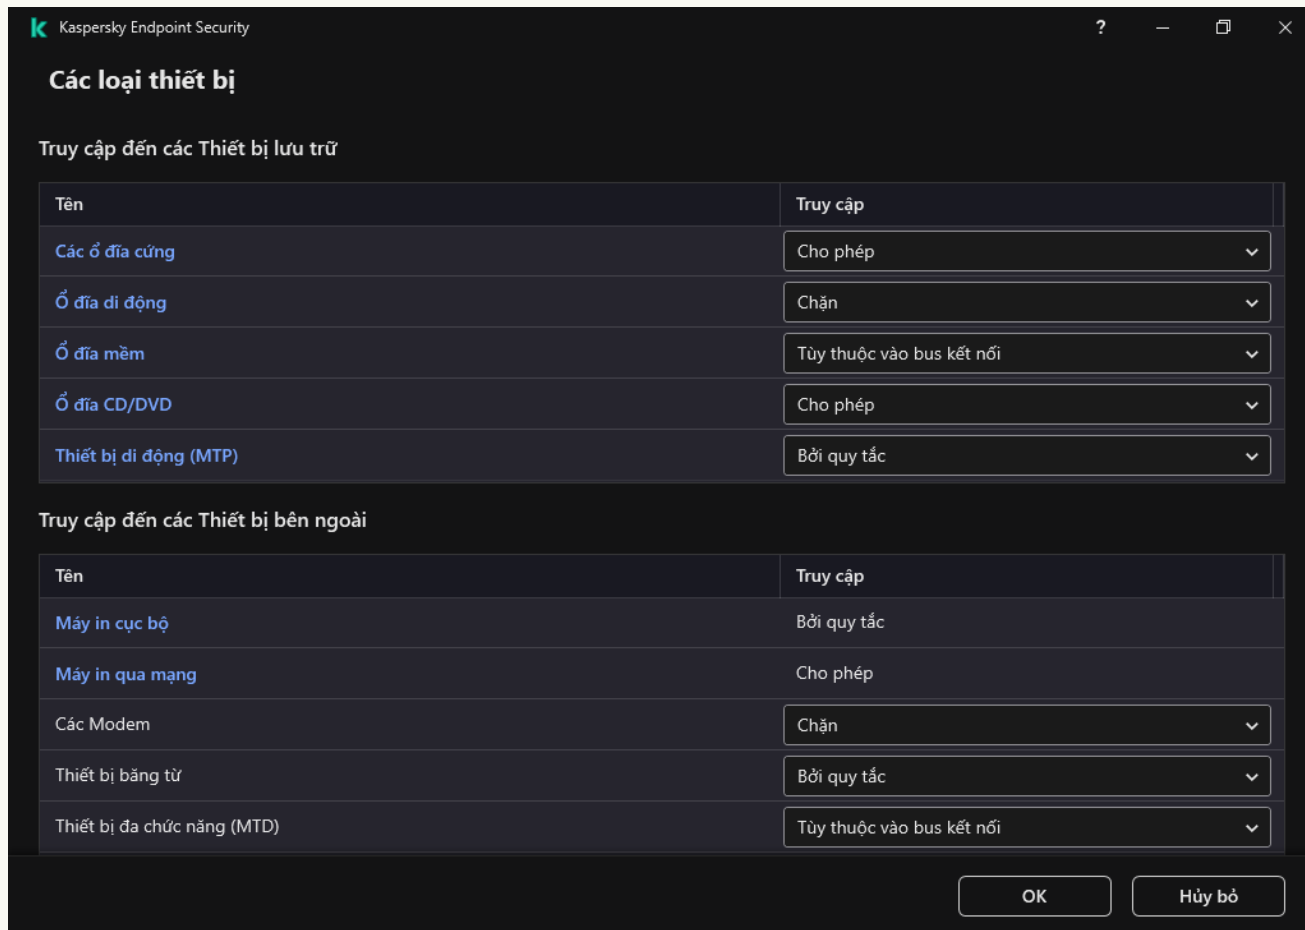 Kaspersky Endpoint Security
?
Các loại thiết bị
Truy cập đến các Thiết bị lưu trữ
Tên Truy cập
Các ổ đĩa cứng Cho phép
Ổ đĩa di động Chặn
Ổ đĩa mềm Tùy thuộc vào bus kết nối
Ổ đĩa CD/DVD Cho phép
Thiết bị di động (MTP) Bởi quy tắc
Truy cập đến các Thiết bị bên ngoài
Tên Truy cập
Máy in cục bộ Bởi quy tắc
Máy in qua mạng Cho phép
Các Modem Chặn
Thiết bị băng từ Bởi quy tắc
Thiết bị đa chức năng (MTD) Tùy thuộc vào bus kết nối
OK Hủy bỏ